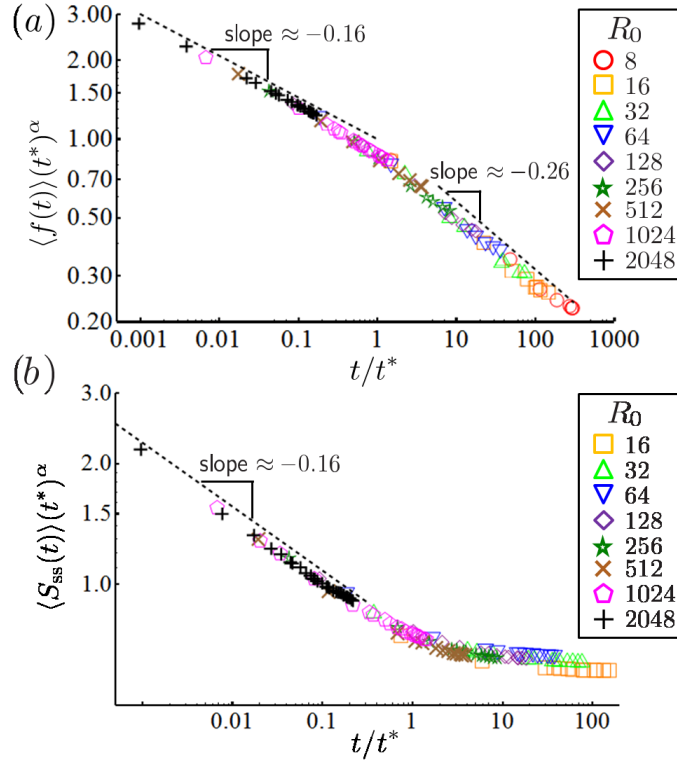 (a)
3.00
2.00
1.50
1.00
0.70
0.50
0.30
0.20
⟨f(t)⟩(t*)^α
slope ≈ −0.16
slope ≈ −0.26
0.001 0.01 0.1 1 10 100 1000
t/t*
R₀
8
16
32
64
128
256
512
1024
2048
(b)
3.0
2.0
1.5
1.0
⟨S_ss(t)⟩(t*)^α
slope ≈ −0.16
0.01 0.1 1 10 100
t/t*
R₀
16
32
64
128
256
512
1024
2048